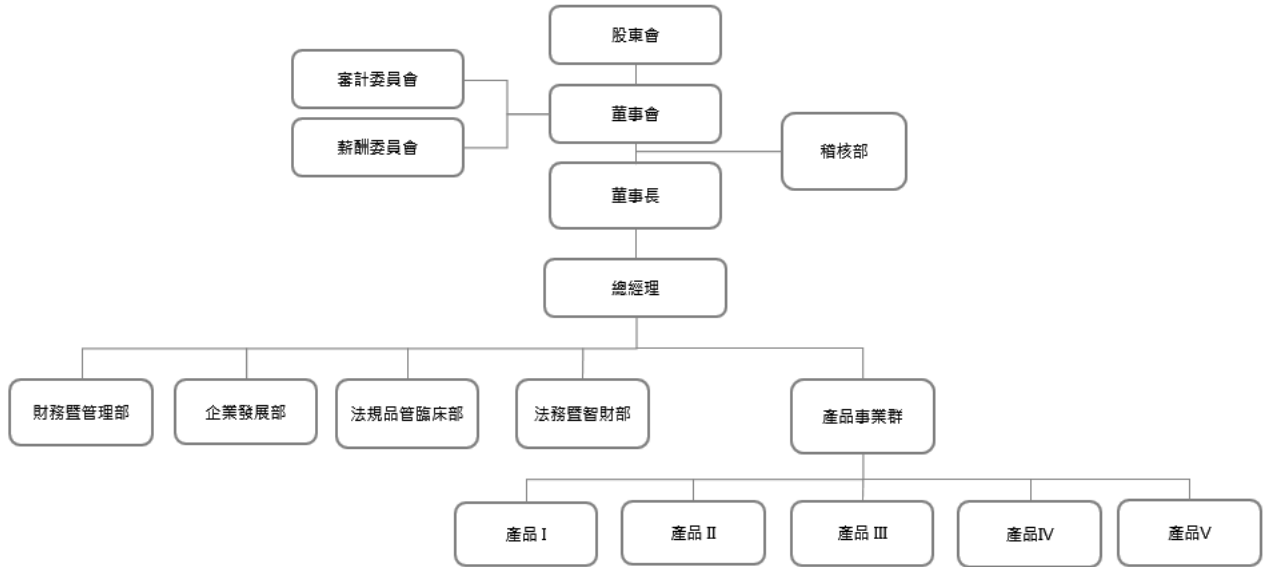 股東會
審計委員會
董事會
薪酬委員會
稽核部
董事長
總經理
財務暨管理部
企業發展部
法規品管臨床部
法務暨智財部
產品事業群
產品 I
產品 II
產品 III
產品IV
產品V